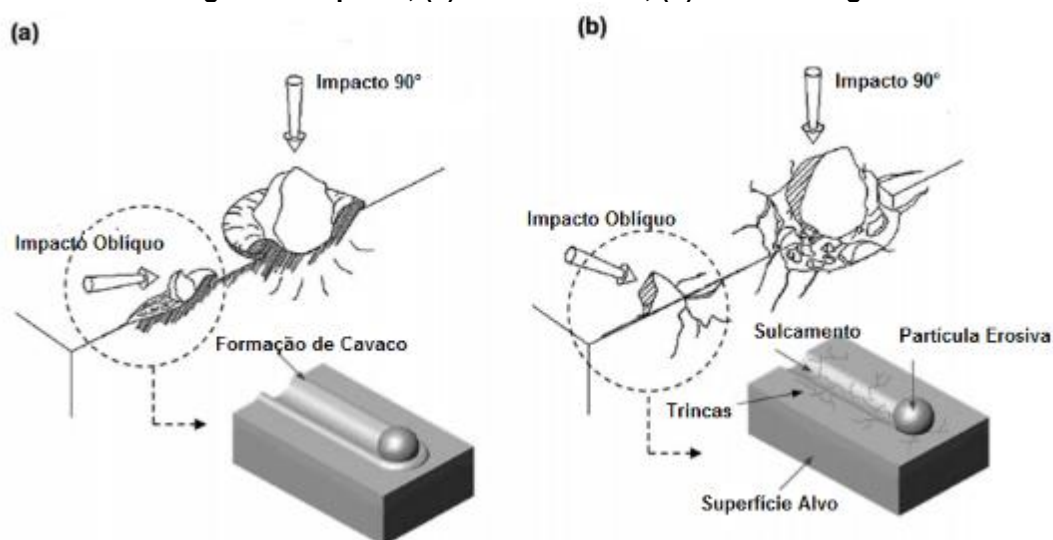 (a)
Impacto 90°
Impacto Oblíquo
Formação de Cavaco
(b)
Impacto 90°
Impacto Oblíquo
Sulcamento
Partícula Erosiva
Trincas
Superfície Alvo